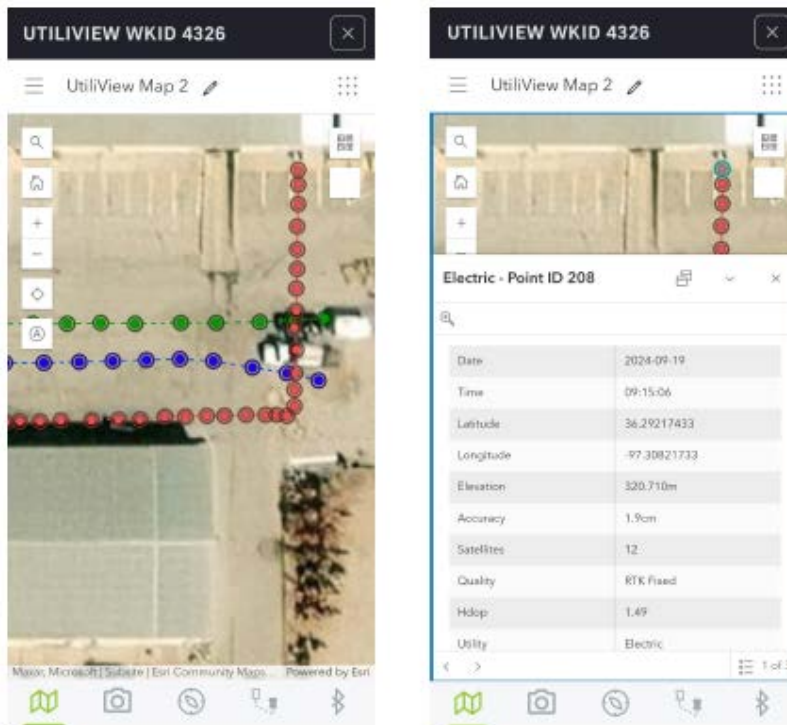 UTILIVIEW WKID 4326
UtiliView Map 2
Maxar, Microsoft | Esri Community Maps... Powered by Esri
UTILIVIEW WKID 4326
UtiliView Map 2
Electric - Point ID 208
Date 2024-09-19
Time 09:15:06
Latitude 36.29217433
Longitude -97.30821733
Elevation 320.710m
Accuracy 1.9cm
Satellites 12
Quality RTK Fixed
Hdop 1.49
Utility Electric
1 of